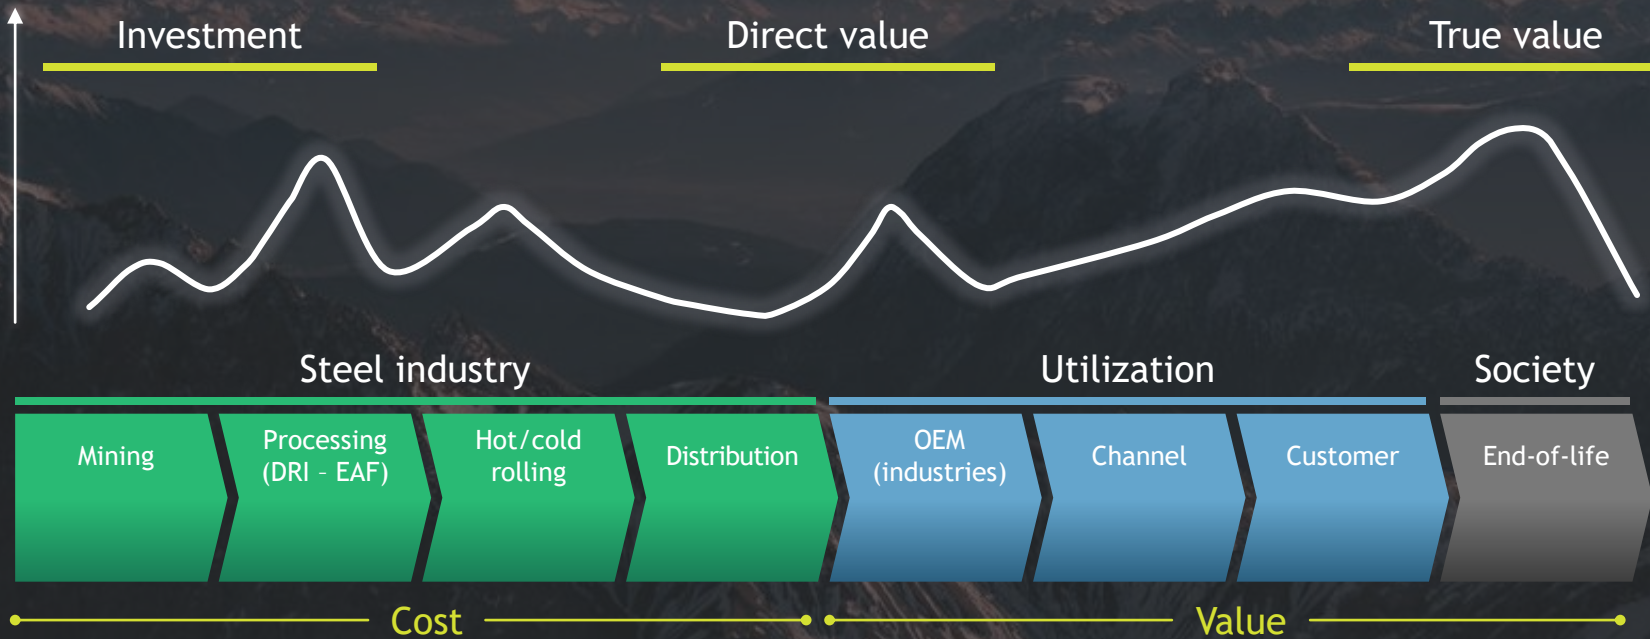 Investment
Direct value
True value
Steel industry
Utilization
Society
Mining
Processing
(DRI – EAF)
Hot/cold
rolling
Distribution
OEM
(industries)
Channel
Customer
End-of-life
Cost
Value